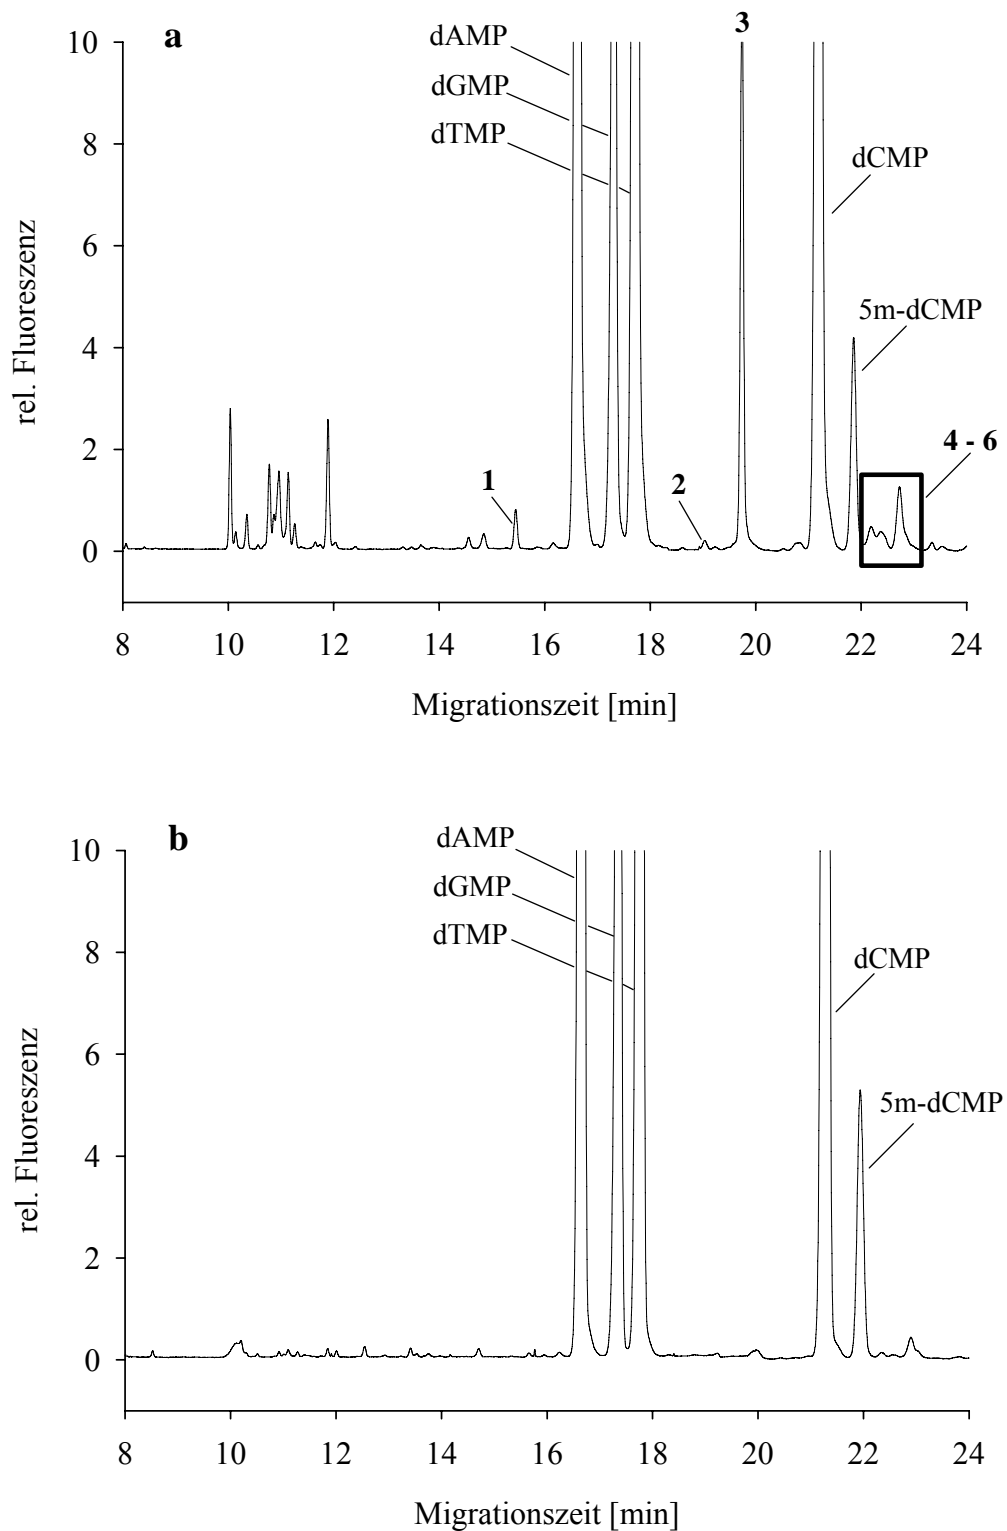 a
3
10
dAMP
dGMP
dTMP
8
dCMP
6
5m-dCMP
4
4 - 6
2
1
2
0
rel. Fluoreszenz
8 10 12 14 16 18 20 22 24
Migrationszeit [min]
b
10
dAMP
dGMP
dTMP
8
dCMP
6
5m-dCMP
4
2
0
rel. Fluoreszenz
8 10 12 14 16 18 20 22 24
Migrationszeit [min]